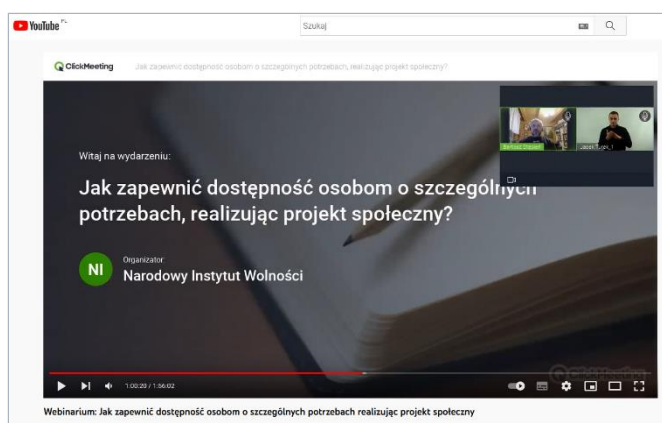 YouTube PL
Szukaj
ClickMeeting
Jak zapewnić dostępność osobom o szczególnych potrzebach, realizując projekt społeczny?
Witaj na wydarzeniu:
Jak zapewnić dostępność osobom o szczególnych
potrzebach, realizując projekt społeczny?
NI
Organizator:
Narodowy Instytut Wolności
ClickMeeting
1:00:20 / 1:56:02
Webinarium: Jak zapewnić dostępność osobom o szczególnych potrzebach realizując projekt społeczny